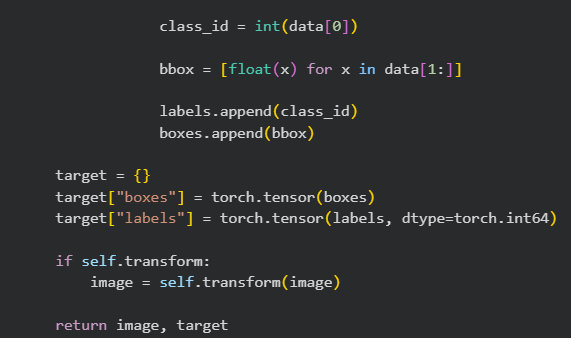 class_id = int(data[0])
bbox = [float(x) for x in data[1:]]
labels.append(class_id)
boxes.append(bbox)
target = {}
target["boxes"] = torch.tensor(boxes)
target["labels"] = torch.tensor(labels, dtype=torch.int64)
if self.transform:
image = self.transform(image)
return image, target